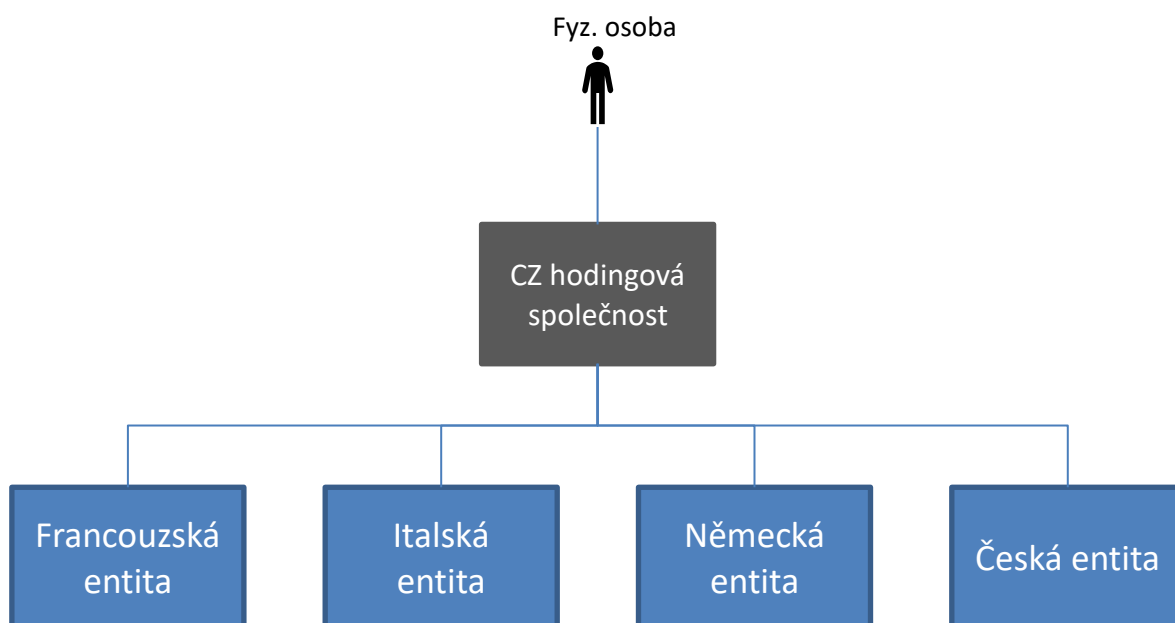 Fyz. osoba
CZ hodingová
společnost
Francouzská
entita
Italská
entita
Německá
entita
Česká entita